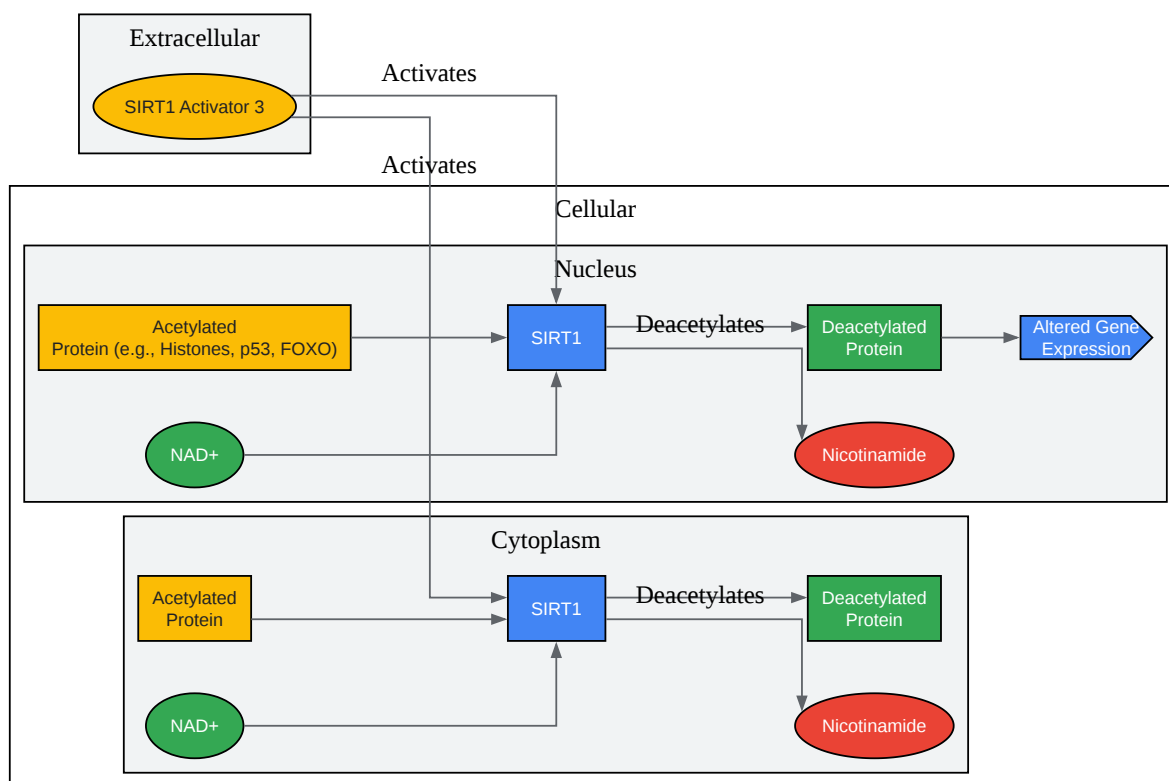 Extracellular
SIRT1 Activator 3
Activates
Activates
Cellular
Nucleus
Acetylated
Protein (e.g., Histones, p53, FOXO)
SIRT1
Deacetylates
Deacetylated
Protein
Altered Gene
Expression
NAD+
Nicotinamide
Cytoplasm
Acetylated
Protein
SIRT1
Deacetylates
Deacetylated
Protein
NAD+
Nicotinamide